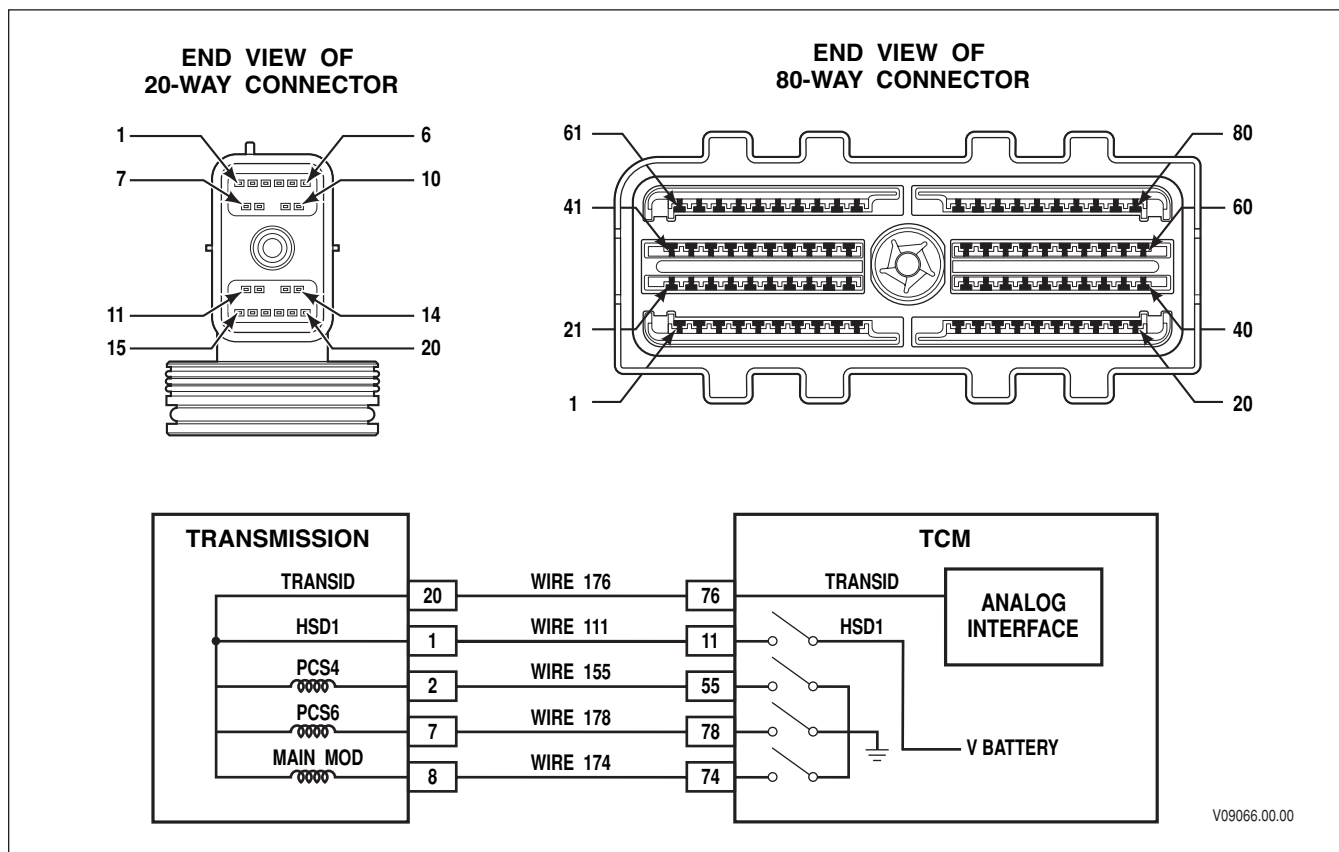 END VIEW OF
20-WAY CONNECTOR
1
6
7
10
11
14
15
20
END VIEW OF
80-WAY CONNECTOR
61
80
41
60
21
40
1
20
TRANSMISSION
TCM
TRANSID
20
WIRE 176
76
TRANSID
ANALOG
INTERFACE
HSD1
1
WIRE 111
11
HSD1
PCS4
2
WIRE 155
55
PCS6
7
WIRE 178
78
V BATTERY
MAIN MOD
8
WIRE 174
74
V09066.00.00